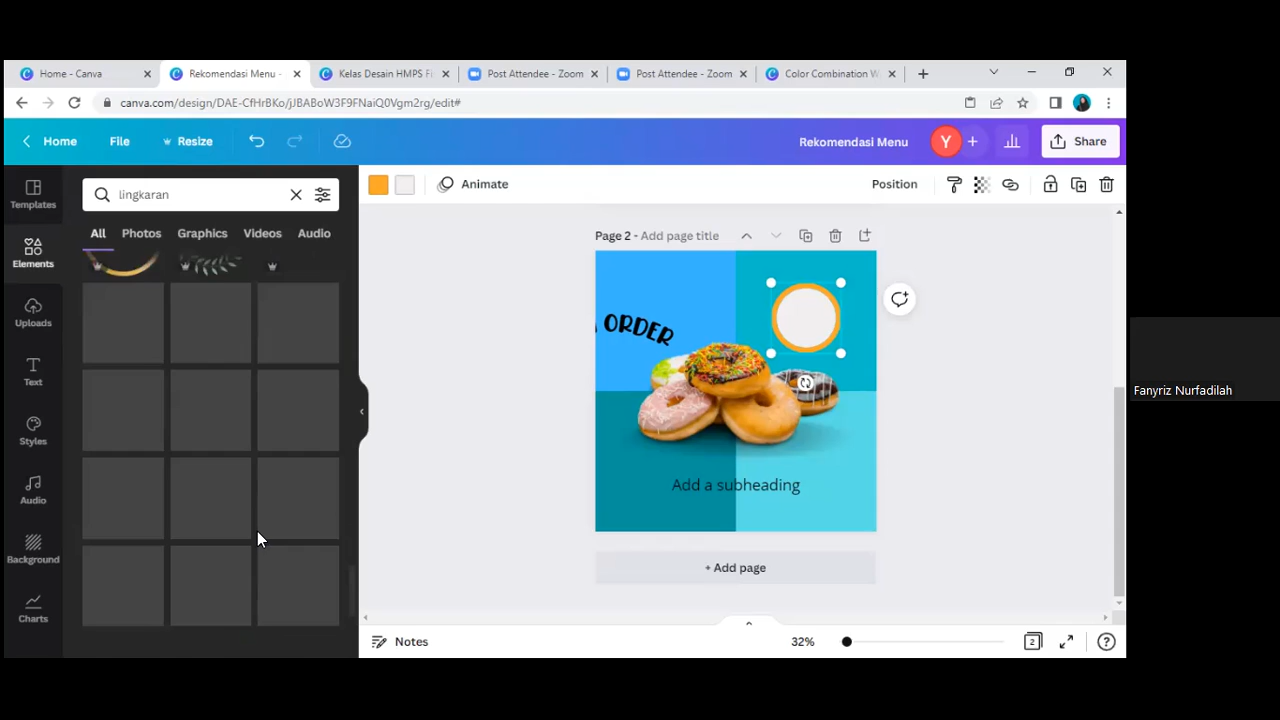 Home - Canva
Rekomendasi Menu -
Kelas Desain HMPS F
Post Attendee - Zoom
Post Attendee - Zoom
Color Combination W
canva.com/design/DAE-CfHrBKo/jJBABoW3F9FNaiQ0Vgm2rg/edit#
Home
File
Resize
Rekomendasi Menu
Y
Share
Templates
Elements
Uploads
Text
Styles
Audio
Background
Charts
lingkaran
All
Photos
Graphics
Videos
Audio
Animate
Position
Page 2 - Add page title
ORDER
Add a subheading
+ Add page
Notes
32%
2
Fanyriz Nurfadilah